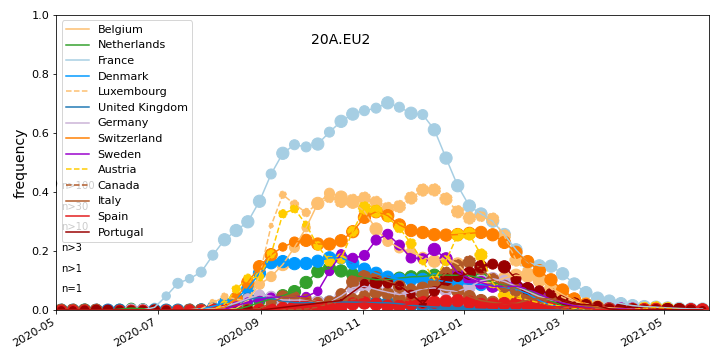 20A.EU2
frequency
1.0
0.8
0.6
0.4
0.2
0.0
Belgium
Netherlands
France
Denmark
Luxembourg
United Kingdom
Germany
Switzerland
Sweden
Austria
Canada
Italy
Spain
Portugal
n>100
n>30
n>10
n>3
n>1
n=1
2020-05
2020-07
2020-09
2020-11
2021-01
2021-03
2021-05